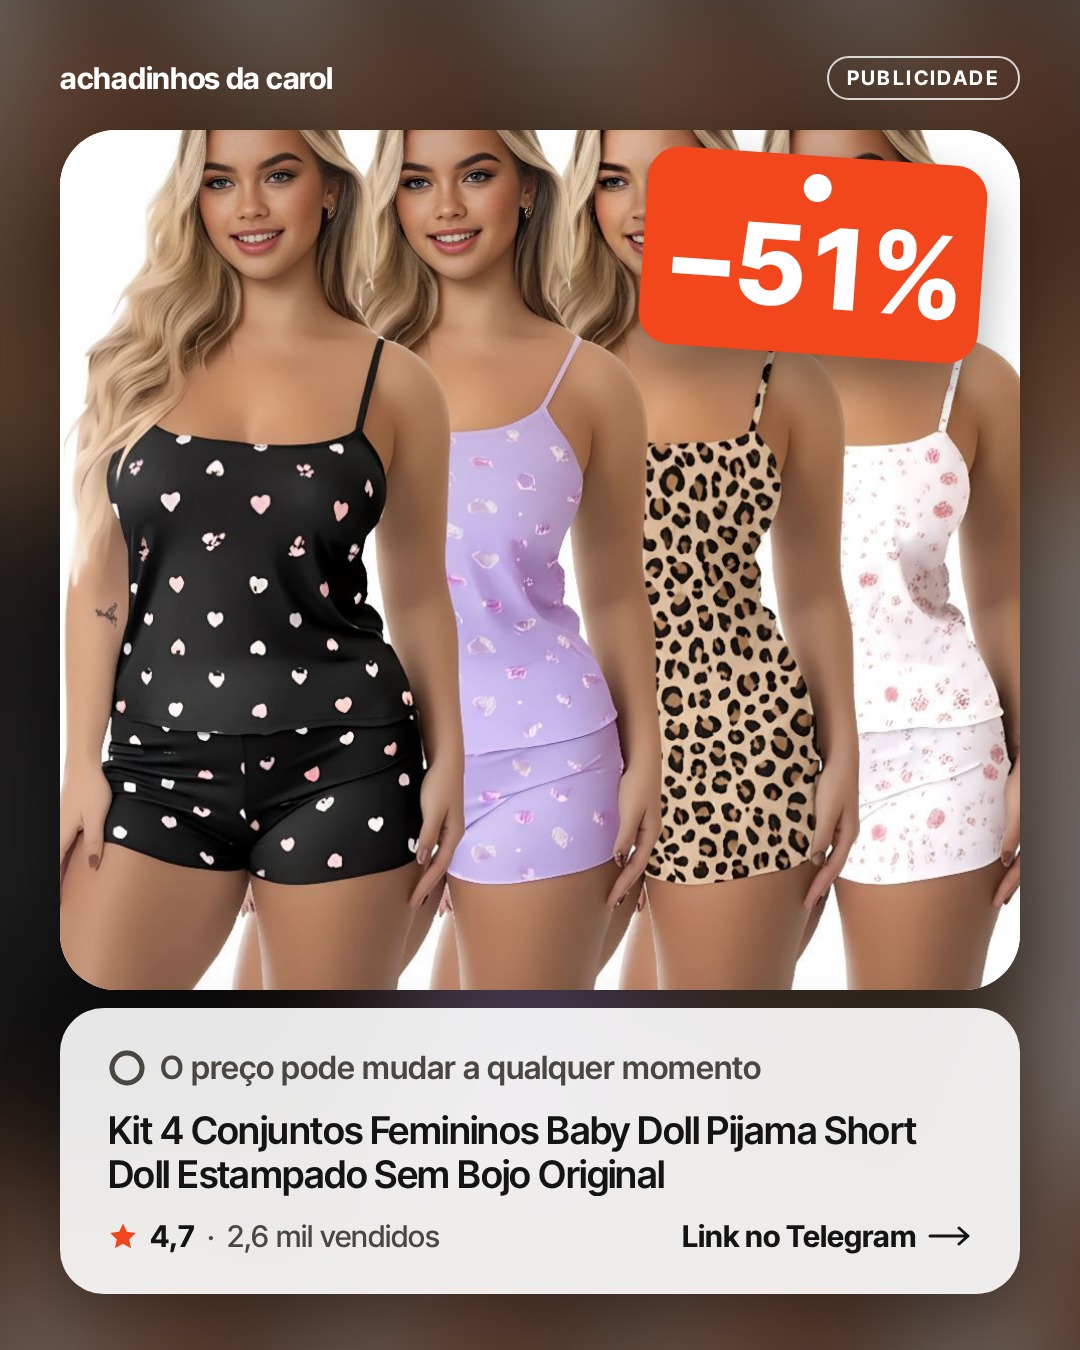 achadinhos da carol
PUBLICIDADE
–51%
O preço pode mudar a qualquer momento
Kit 4 Conjuntos Femininos Baby Doll Pijama Short
Doll Estampado Sem Bojo Original
4,7 · 2,6 mil vendidos
Link no Telegram →